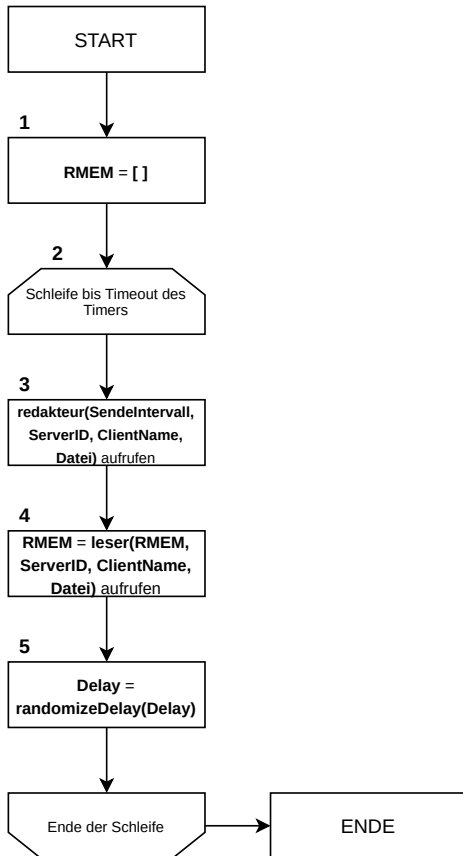 START
1
RMEM = [ ]
2
Schleife bis Timeout des
Timers
3
redakteur(SendeIntervall,
ServerID, ClientName,
Datei) aufrufen
4
RMEM = leser(RMEM,
ServerID, ClientName,
Datei) aufrufen
5
Delay =
randomizeDelay(Delay)
Ende der Schleife
ENDE